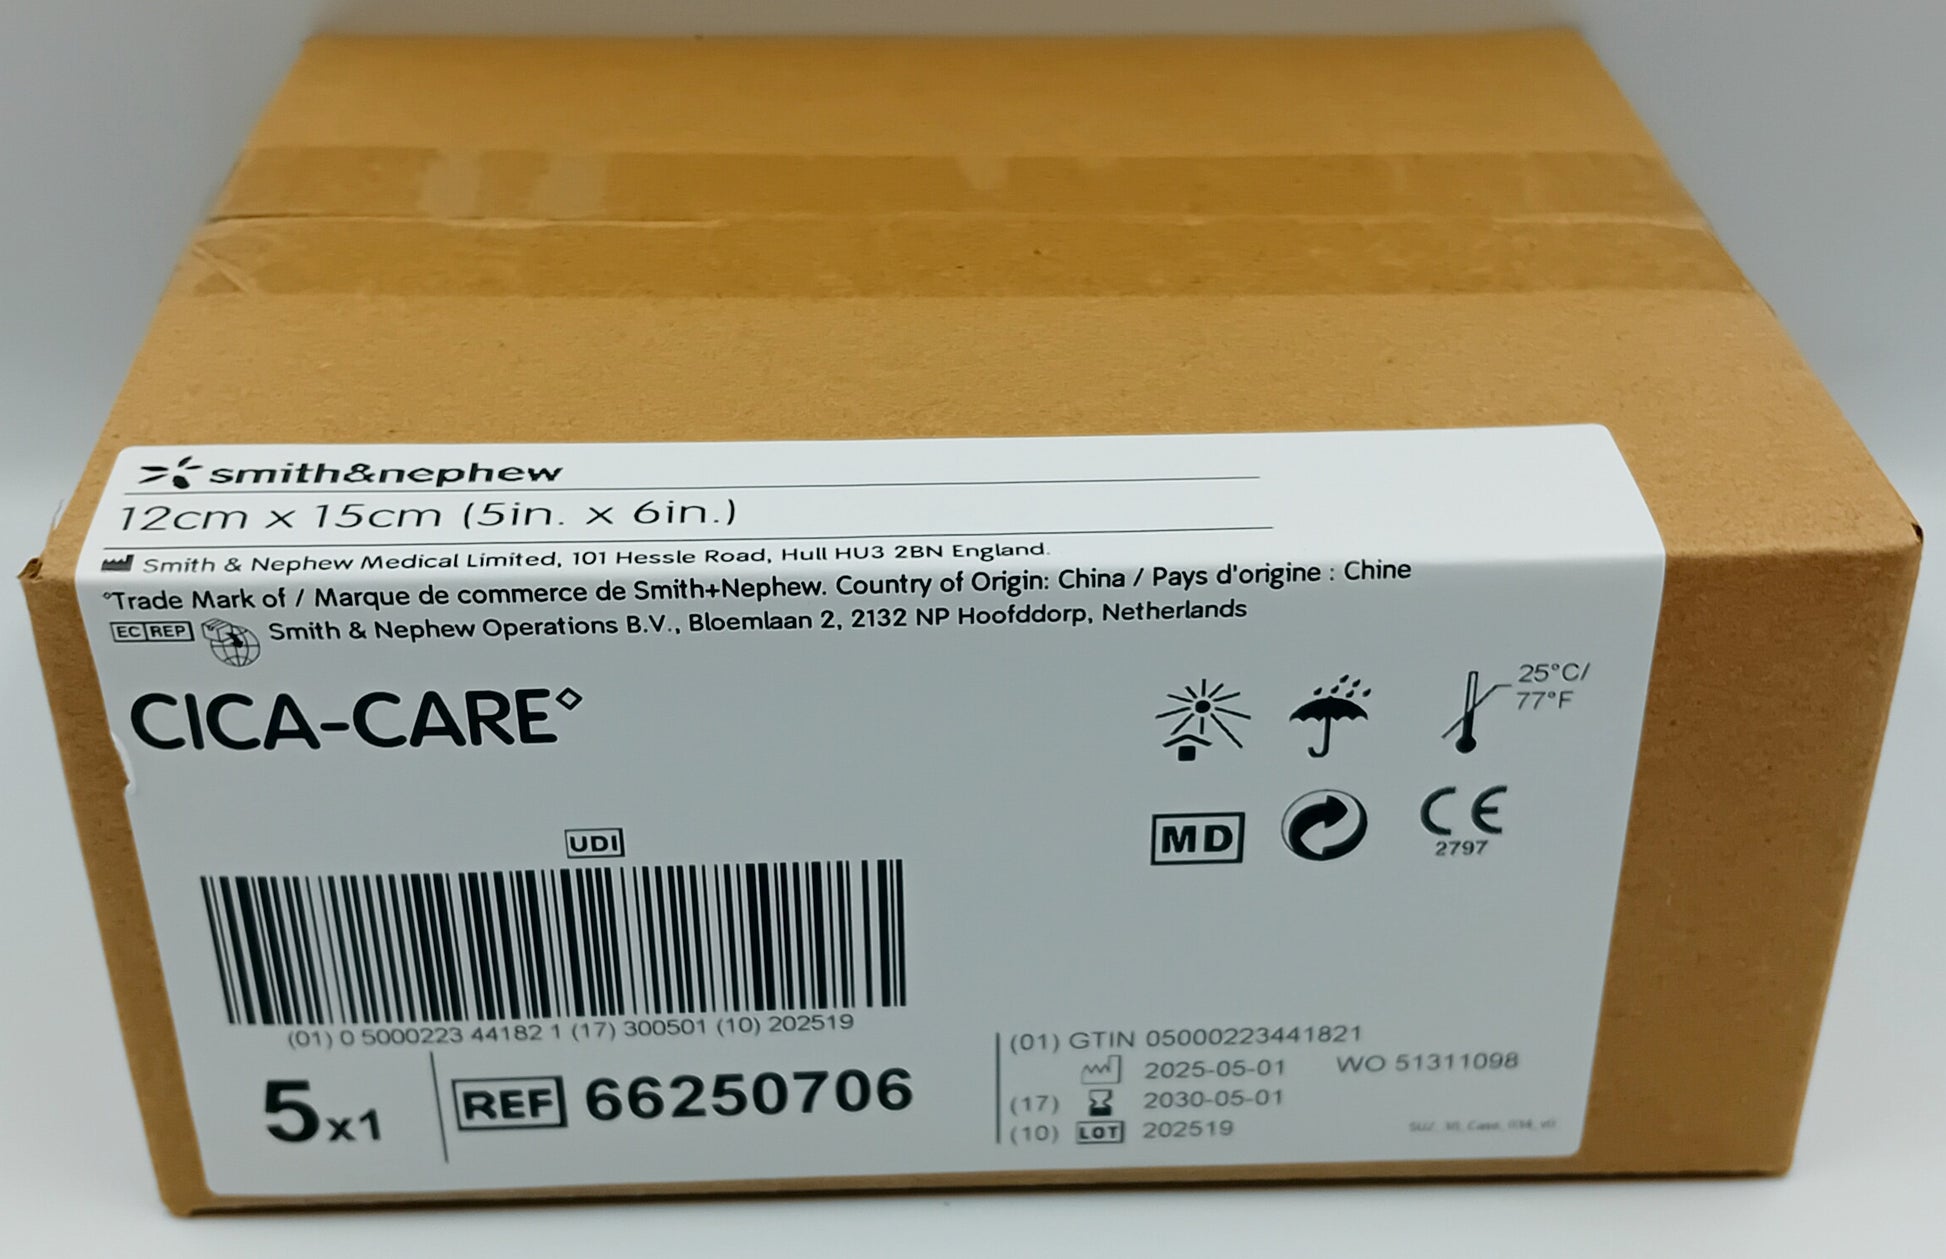 smith&nephew
12cm x 15cm (5in. x 6in.)
Smith & Nephew Medical Limited, 101 Hessle Road, Hull HU3 2BN England.
°Trade Mark of / Marque de commerce de Smith+Nephew. Country of Origin: China / Pays d'origine : Chine
EC REP Smith & Nephew Operations B.V., Bloemlaan 2, 2132 NP Hoofddorp, Netherlands
CICA-CARE◇
25°C/
77°F
MD
CE
2797
UDI
(01) 0 5000223 44182 1 (17) 300501 (10) 202519
5x1
REF 66250706
(01) GTIN 05000223441821
2025-05-01 WO 51311098
(17) 2030-05-01
(10) LOT 202519